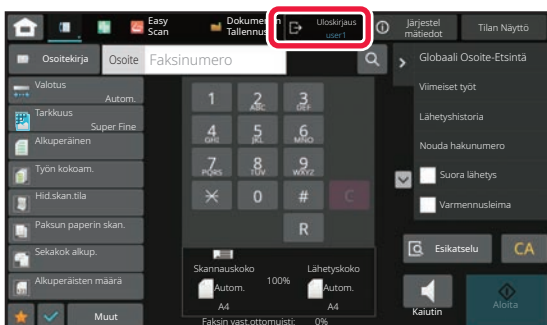 Easy
Scan
Dokumentin
Tallennus
Uloskirjaus
user1
Järjestel
mätiedot
Tilan Näyttö
Osoitekirja
Osoite
Faksinumero
Globaali Osoite-Etsintä
Valotus
Autom.
Tarkkuus
Super Fine
Alkuperäinen
Työn kokoam.
Hid.skan.tila
Paksun paperin skan.
Sekakok alkup.
Alkuperäisten määrä
Muut
1
2 ABC
3 DEF
4 GHI
5 JKL
6 MNO
7 PQRS
8 TUV
9 WXYZ
0
#
C
R
Skannauskoko
Lähetyskoko
Autom.
100%
Autom.
A4
A4
Faksin vast.ottomuisti: 0%
Viimeiset työt
Lähetyshistoria
Nouda hakunumero
Suora lähetys
Varmennusleima
Esikatselu
CA
Kaiutin
Aloita